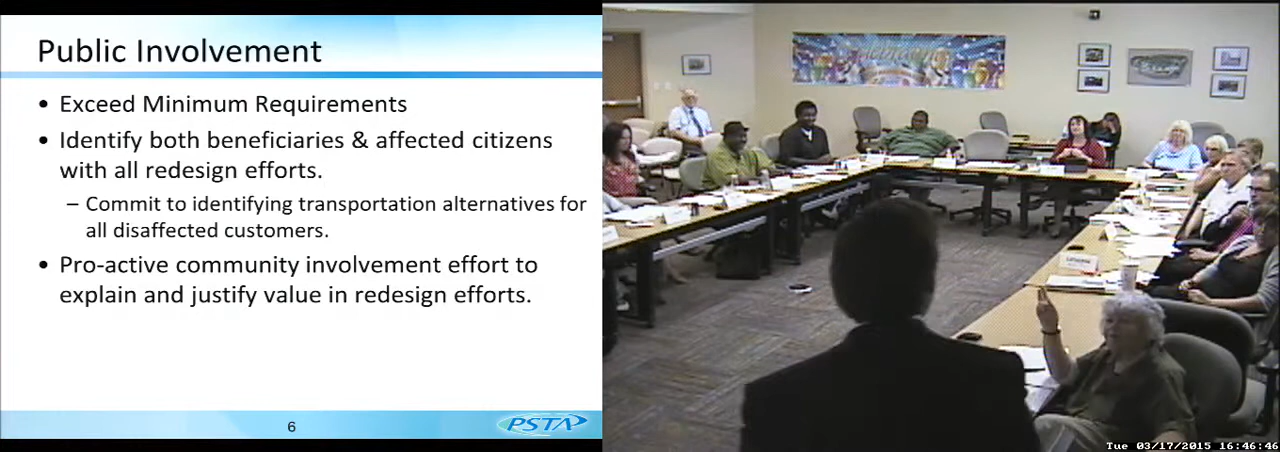 Public Involvement
• Exceed Minimum Requirements
• Identify both beneficiaries & affected citizens
with all redesign efforts.
– Commit to identifying transportation alternatives for
all disaffected customers.
• Pro-active community involvement effort to
explain and justify value in redesign efforts.
6
PSTA
Tue 03/17/2015 16:46:46